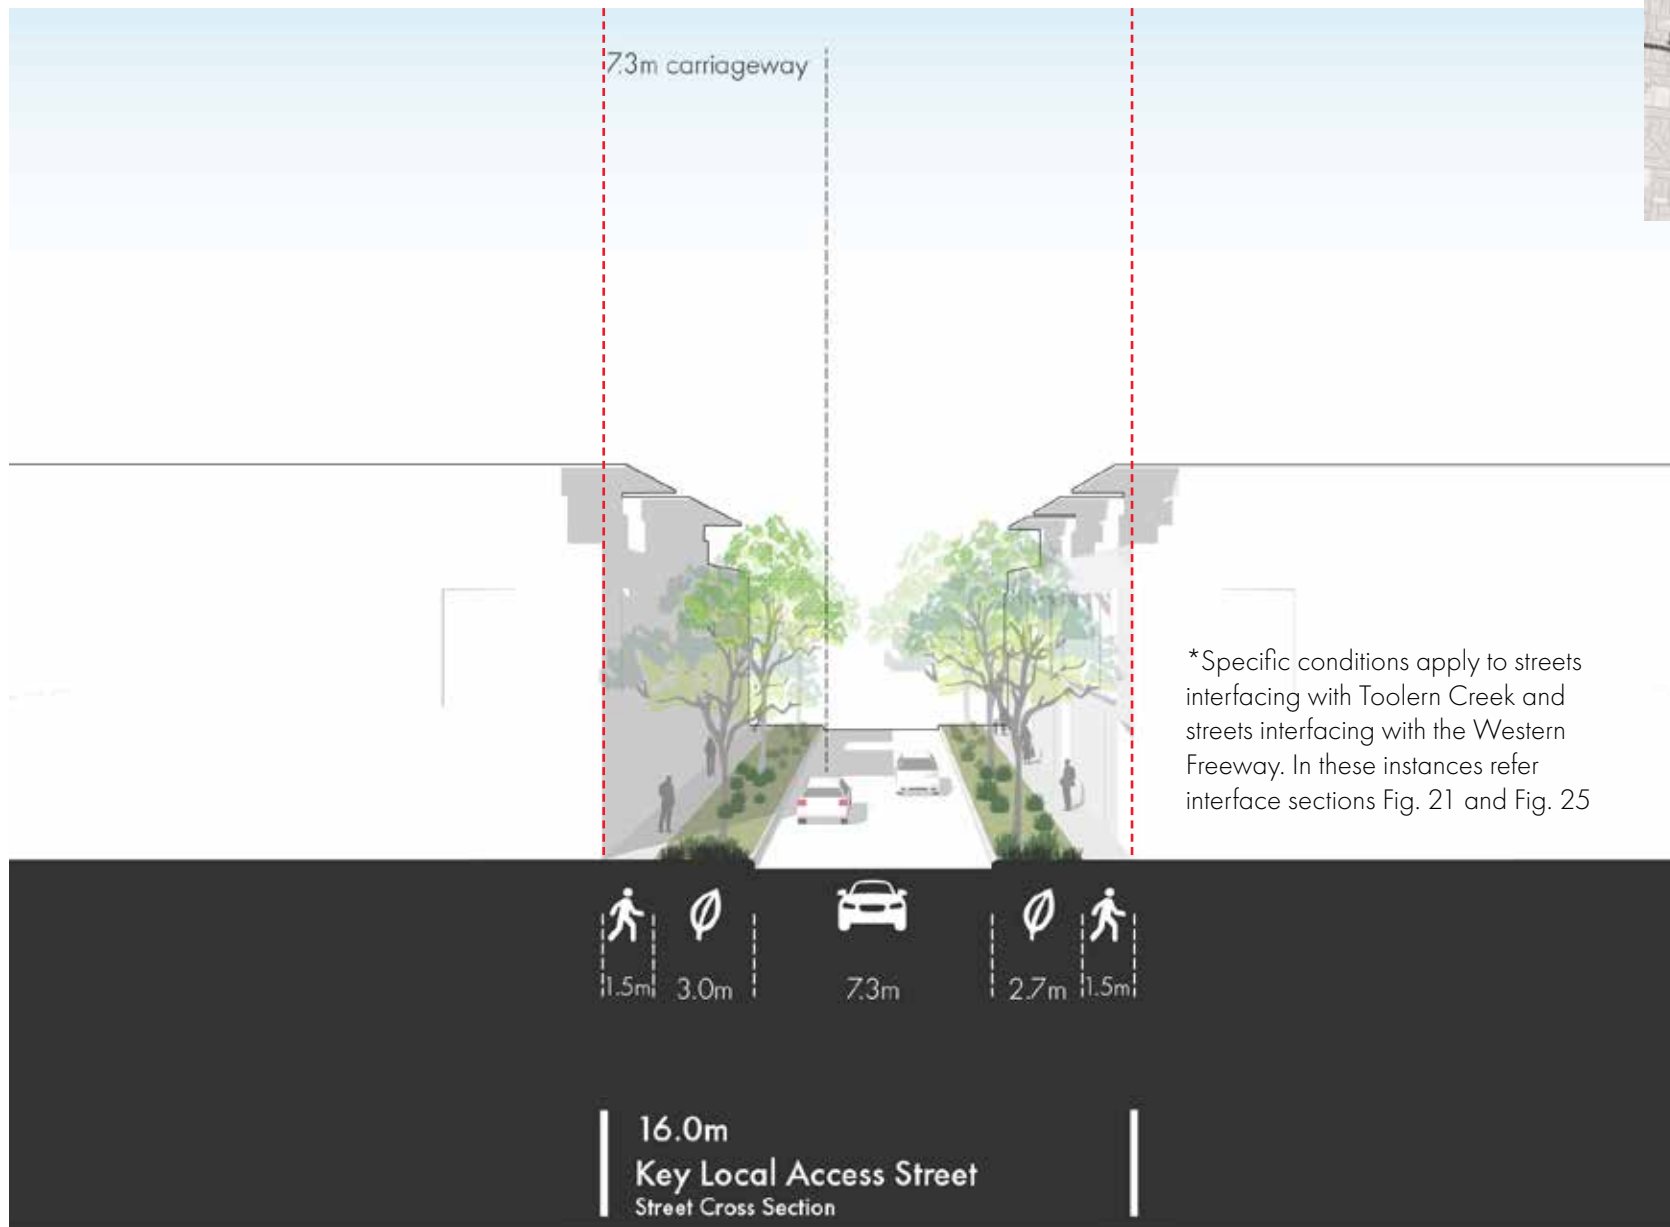 7.3m carriageway
*Specific conditions apply to streets
interfacing with Toolern Creek and
streets interfacing with the Western
Freeway. In these instances refer
interface sections Fig. 21 and Fig. 25
1.5m 3.0m 7.3m 2.7m 1.5m
16.0m
Key Local Access Street
Street Cross Section